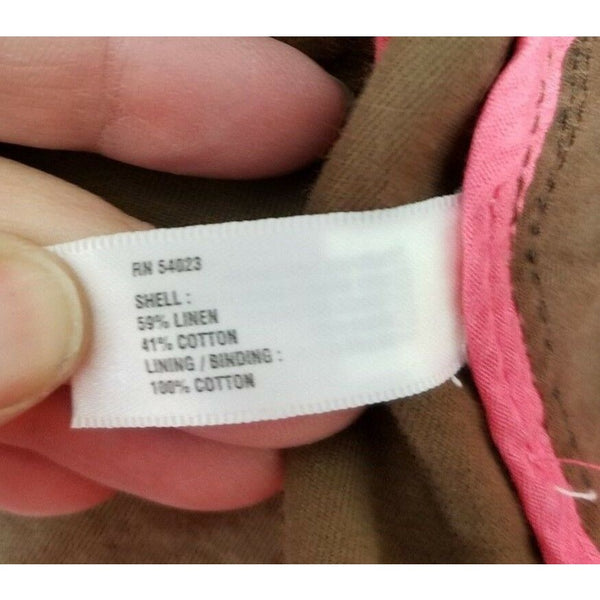 RN 54023
SHELL :
59% LINEN
41% COTTON
LINING / BINDING :
100% COTTON